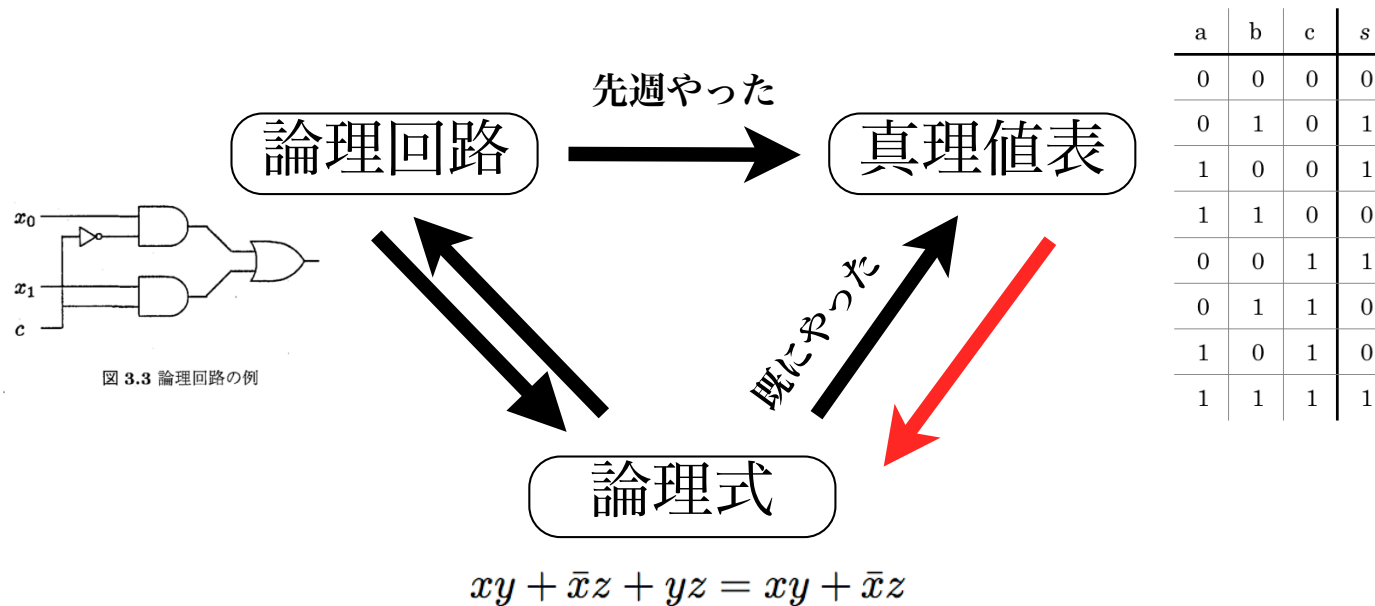 先週やった
論理回路
真理値表
x₀
x₁
c
図 3.3 論理回路の例
既にやった
論理式
xy + x̄z + yz = xy + x̄z
a b c s
0 0 0 0
0 1 0 1
1 0 0 1
1 1 0 0
0 0 1 1
0 1 1 0
1 0 1 0
1 1 1 1